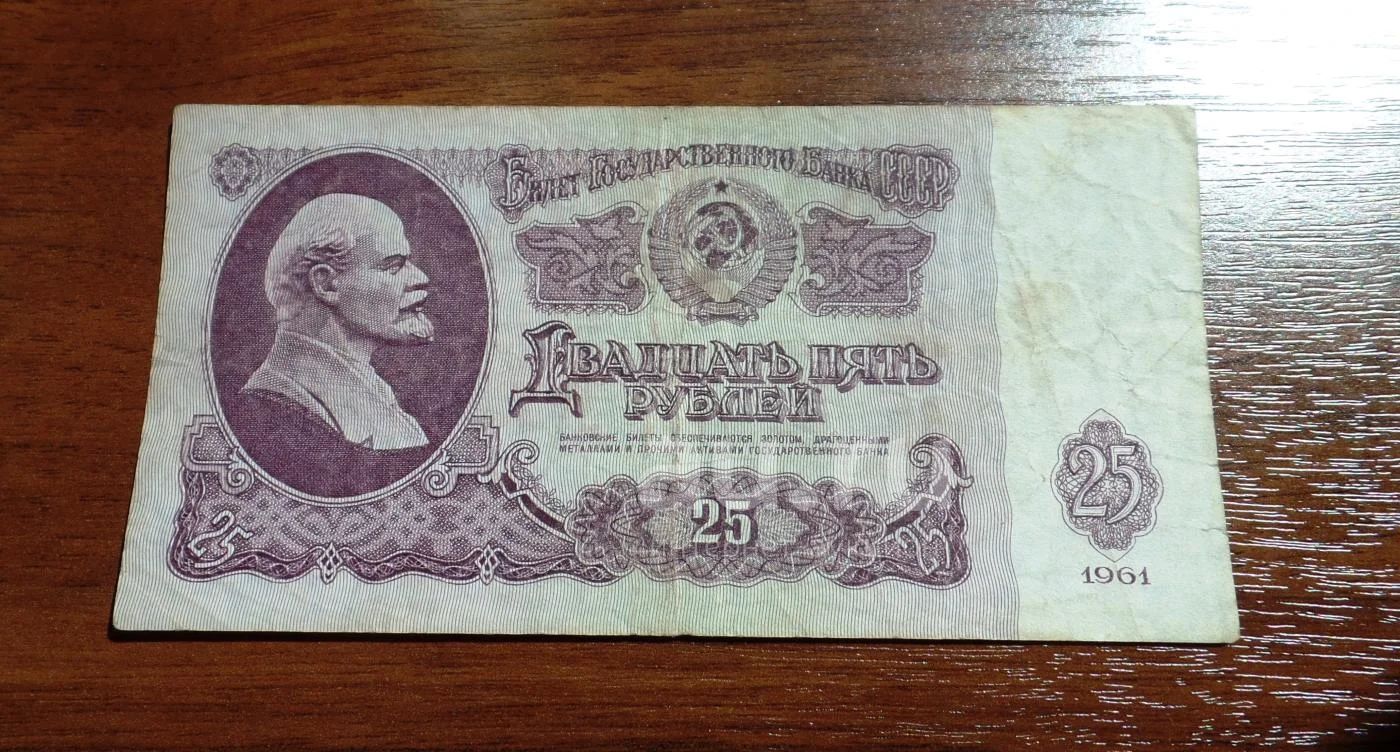 Билет Государственного Банка СССР
Двадцать пять
рублей
БАНКОВСКИЕ БИЛЕТЫ ОБЕСПЕЧИВАЮТСЯ ЗОЛОТОМ, ДРАГОЦЕННЫМИ
МЕТАЛЛАМИ И ПРОЧИМИ АКТИВАМИ ГОСУДАРСТВЕННОГО БАНКА
25
25
25
25
1961